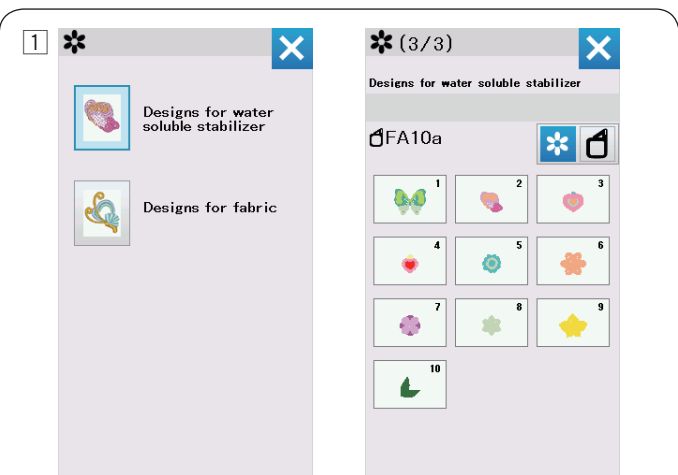 1
Designs for water
soluble stabilizer
Designs for fabric
(3/3)
Designs for water soluble stabilizer
FA10a
1
2
3
4
5
6
7
8
9
10